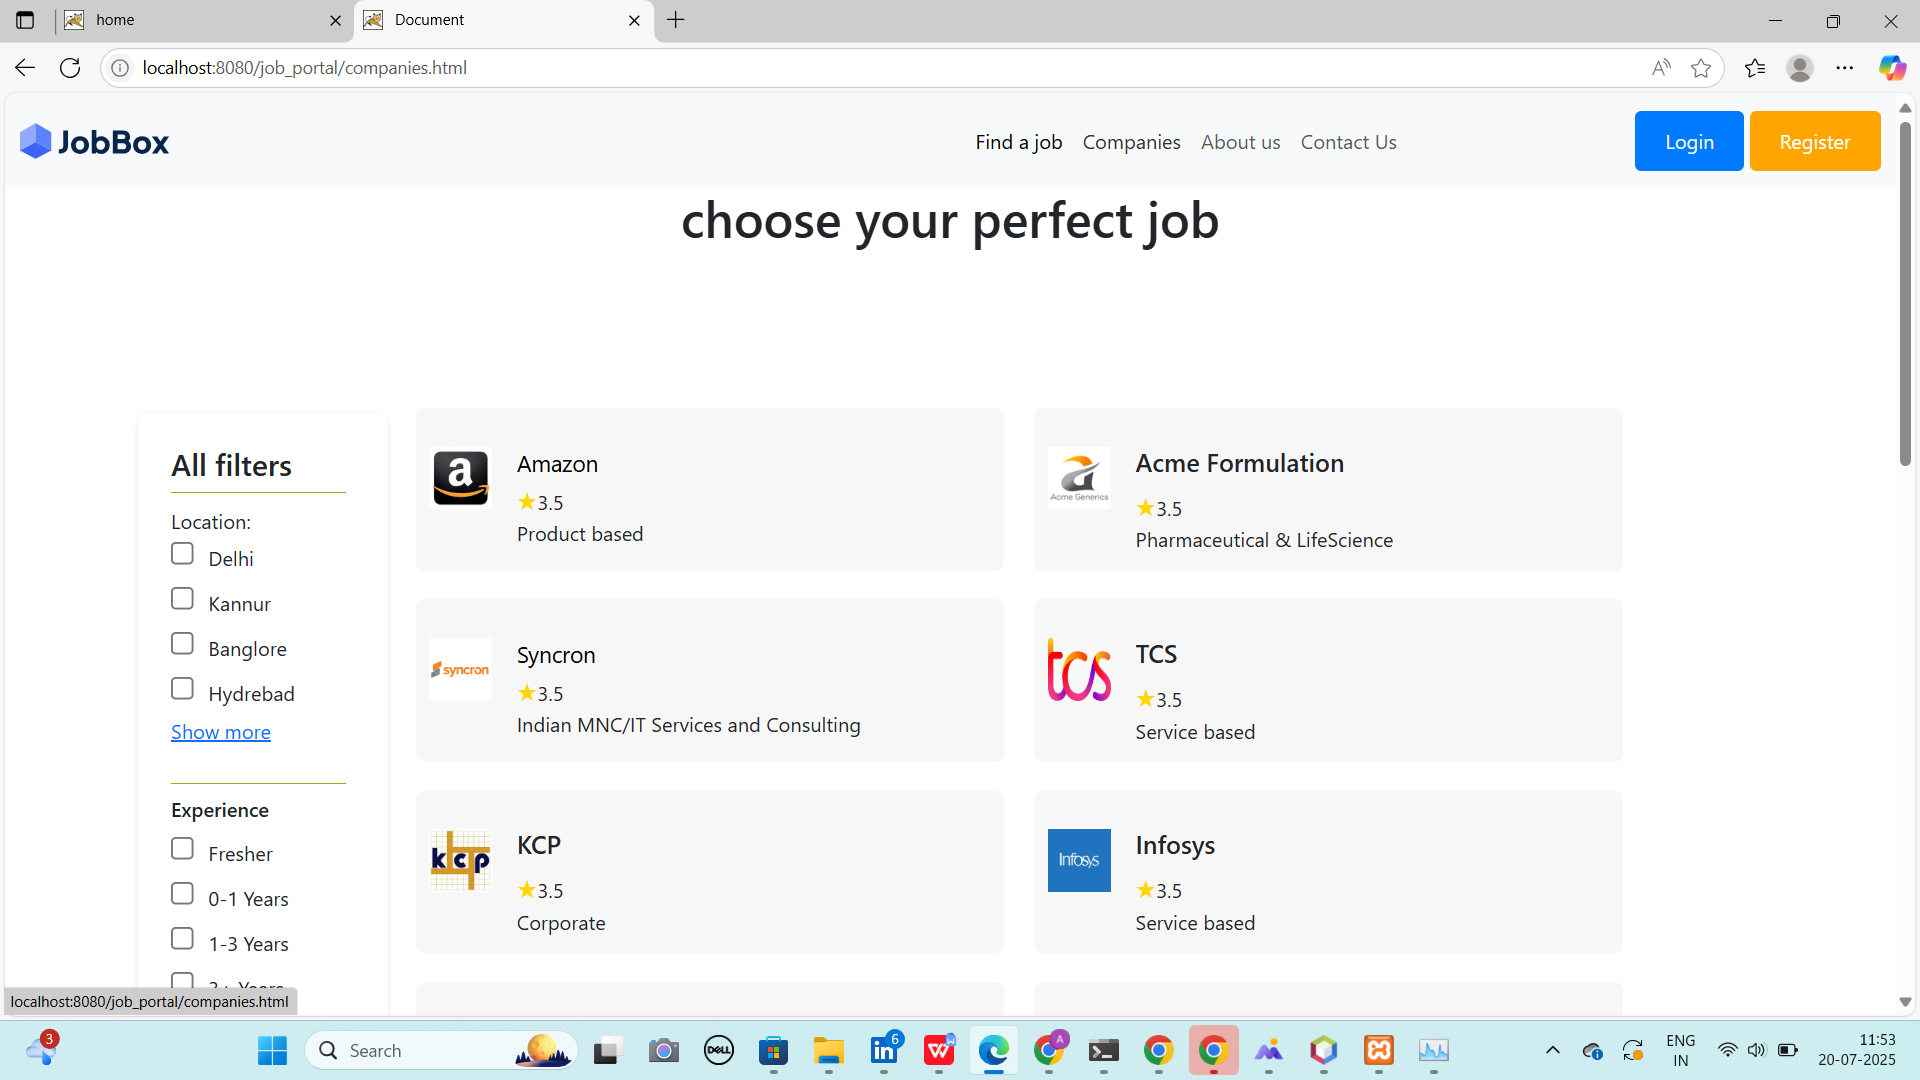 home
Document
localhost:8080/job_portal/companies.html
JobBox
Find a job
Companies
About us
Contact Us
Login
Register
choose your perfect job
All filters
Location:
Delhi
Kannur
Banglore
Hydrebad
Show more
Experience
Fresher
0-1 Years
1-3 Years
3+ Years
a
Amazon
★3.5
Product based
Acme Generics
Acme Formulation
★3.5
Pharmaceutical & LifeScience
syncron
Syncron
★3.5
Indian MNC/IT Services and Consulting
tcs
TCS
★3.5
Service based
kcp
KCP
★3.5
Corporate
Infosys
Infosys
★3.5
Service based
localhost:8080/job_portal/companies.html
3
Search
DELL
in
6
W
A
ENG
IN
11:53
20-07-2025